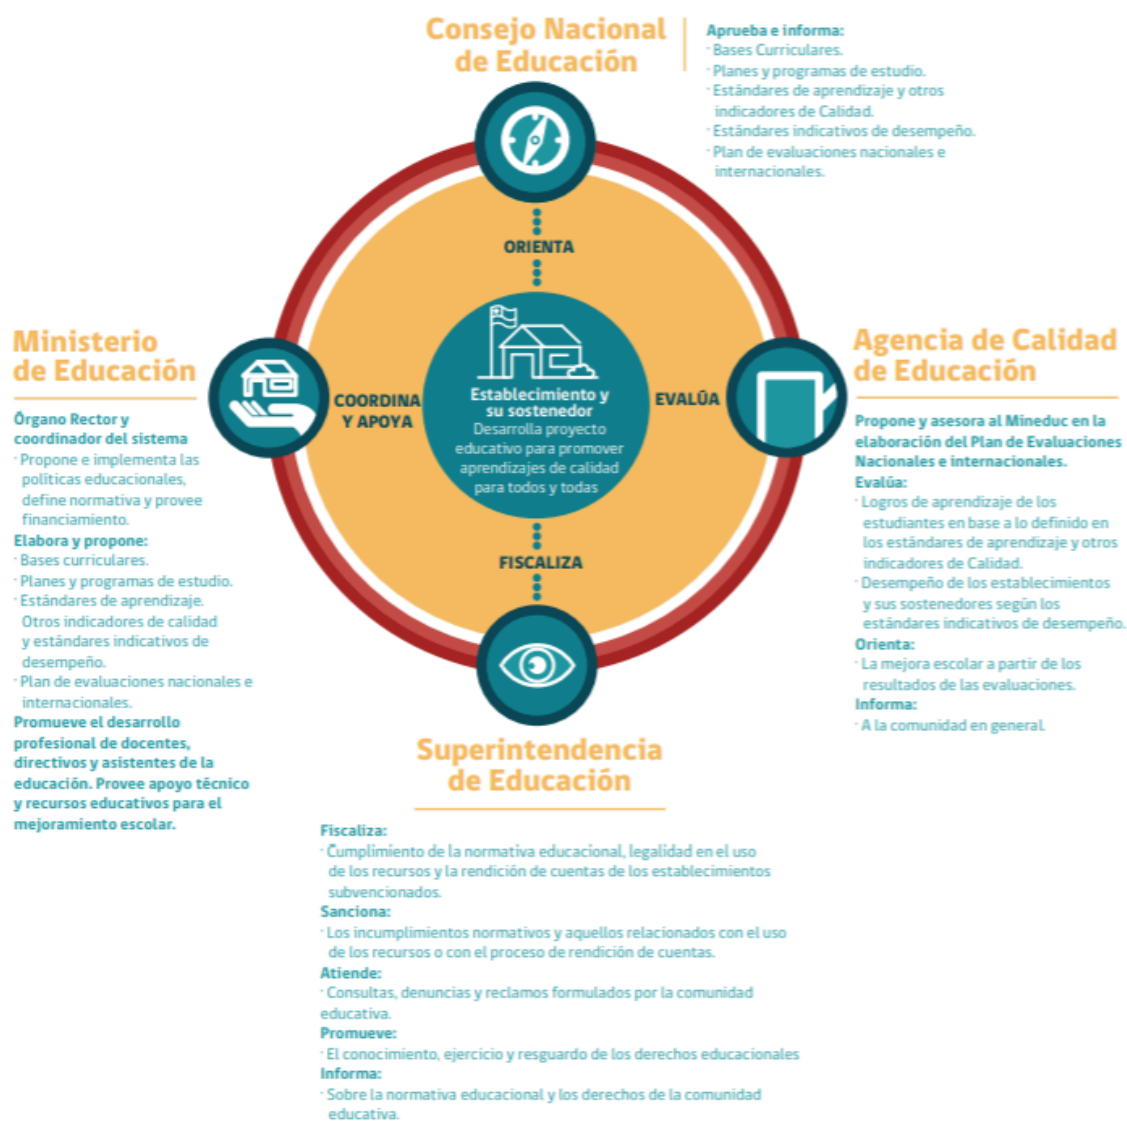 Consejo Nacional
de Educación
Aprueba e informa:
· Bases Curriculares.
· Planes y programas de estudio.
· Estándares de aprendizaje y otros
indicadores de Calidad.
· Estándares indicativos de desempeño.
· Plan de evaluaciones nacionales e
internacionales.
ORIENTA
Ministerio
de Educación
Órgano Rector y
coordinador del sistema
· Propone e implementa las
políticas educacionales,
define normativa y provee
financiamiento.
Elabora y propone:
· Bases curriculares.
· Planes y programas de estudio.
· Estándares de aprendizaje.
Otros indicadores de calidad
y estándares indicativos de
desempeño.
· Plan de evaluaciones nacionales e
internacionales.
Promueve el desarrollo
profesional de docentes,
directivos y asistentes de la
educación. Provee apoyo técnico
y recursos educativos para el
mejoramiento escolar.
COORDINA
Y APOYA
Establecimiento y
su sostenedor
Desarrolla proyecto
educativo para promover
aprendizajes de calidad
para todos y todas
EVALÚA
Agencia de Calidad
de Educación
Propone y asesora al Mineduc en la
elaboración del Plan de Evaluaciones
Nacionales e internacionales.
Evalúa:
· Logros de aprendizaje de los
estudiantes en base a lo definido en
los estándares de aprendizaje y otros
indicadores de Calidad.
· Desempeño de los establecimientos
y sus sostenedores según los
estándares indicativos de desempeño.
Orienta:
· La mejora escolar a partir de los
resultados de las evaluaciones.
Informa:
· A la comunidad en general.
FISCALIZA
Superintendencia
de Educación
Fiscaliza:
· Cumplimiento de la normativa educacional, legalidad en el uso
de los recursos y la rendición de cuentas de los establecimientos
subvencionados.
Sanciona:
· Los incumplimientos normativos y aquellos relacionados con el uso
de los recursos o con el proceso de rendición de cuentas.
Atiende:
· Consultas, denuncias y reclamos formulados por la comunidad
educativa.
Promueve:
· El conocimiento, ejercicio y resguardo de los derechos educacionales
Informa:
· Sobre la normativa educacional y los derechos de la comunidad
educativa.